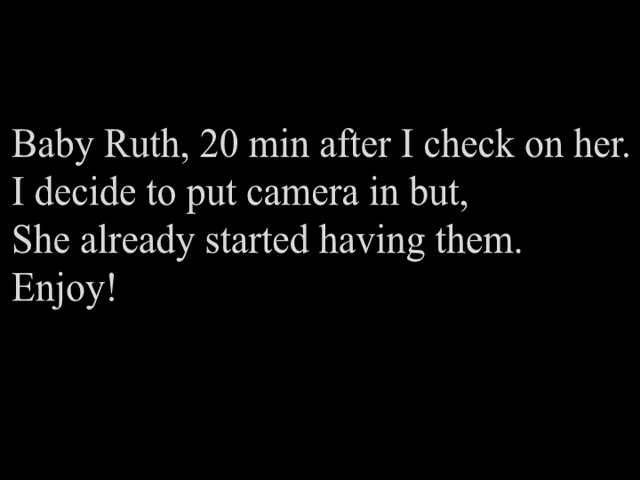 Baby Ruth, 20 min after I check on her.
I decide to put camera in but,
She already started having them.
Enjoy!